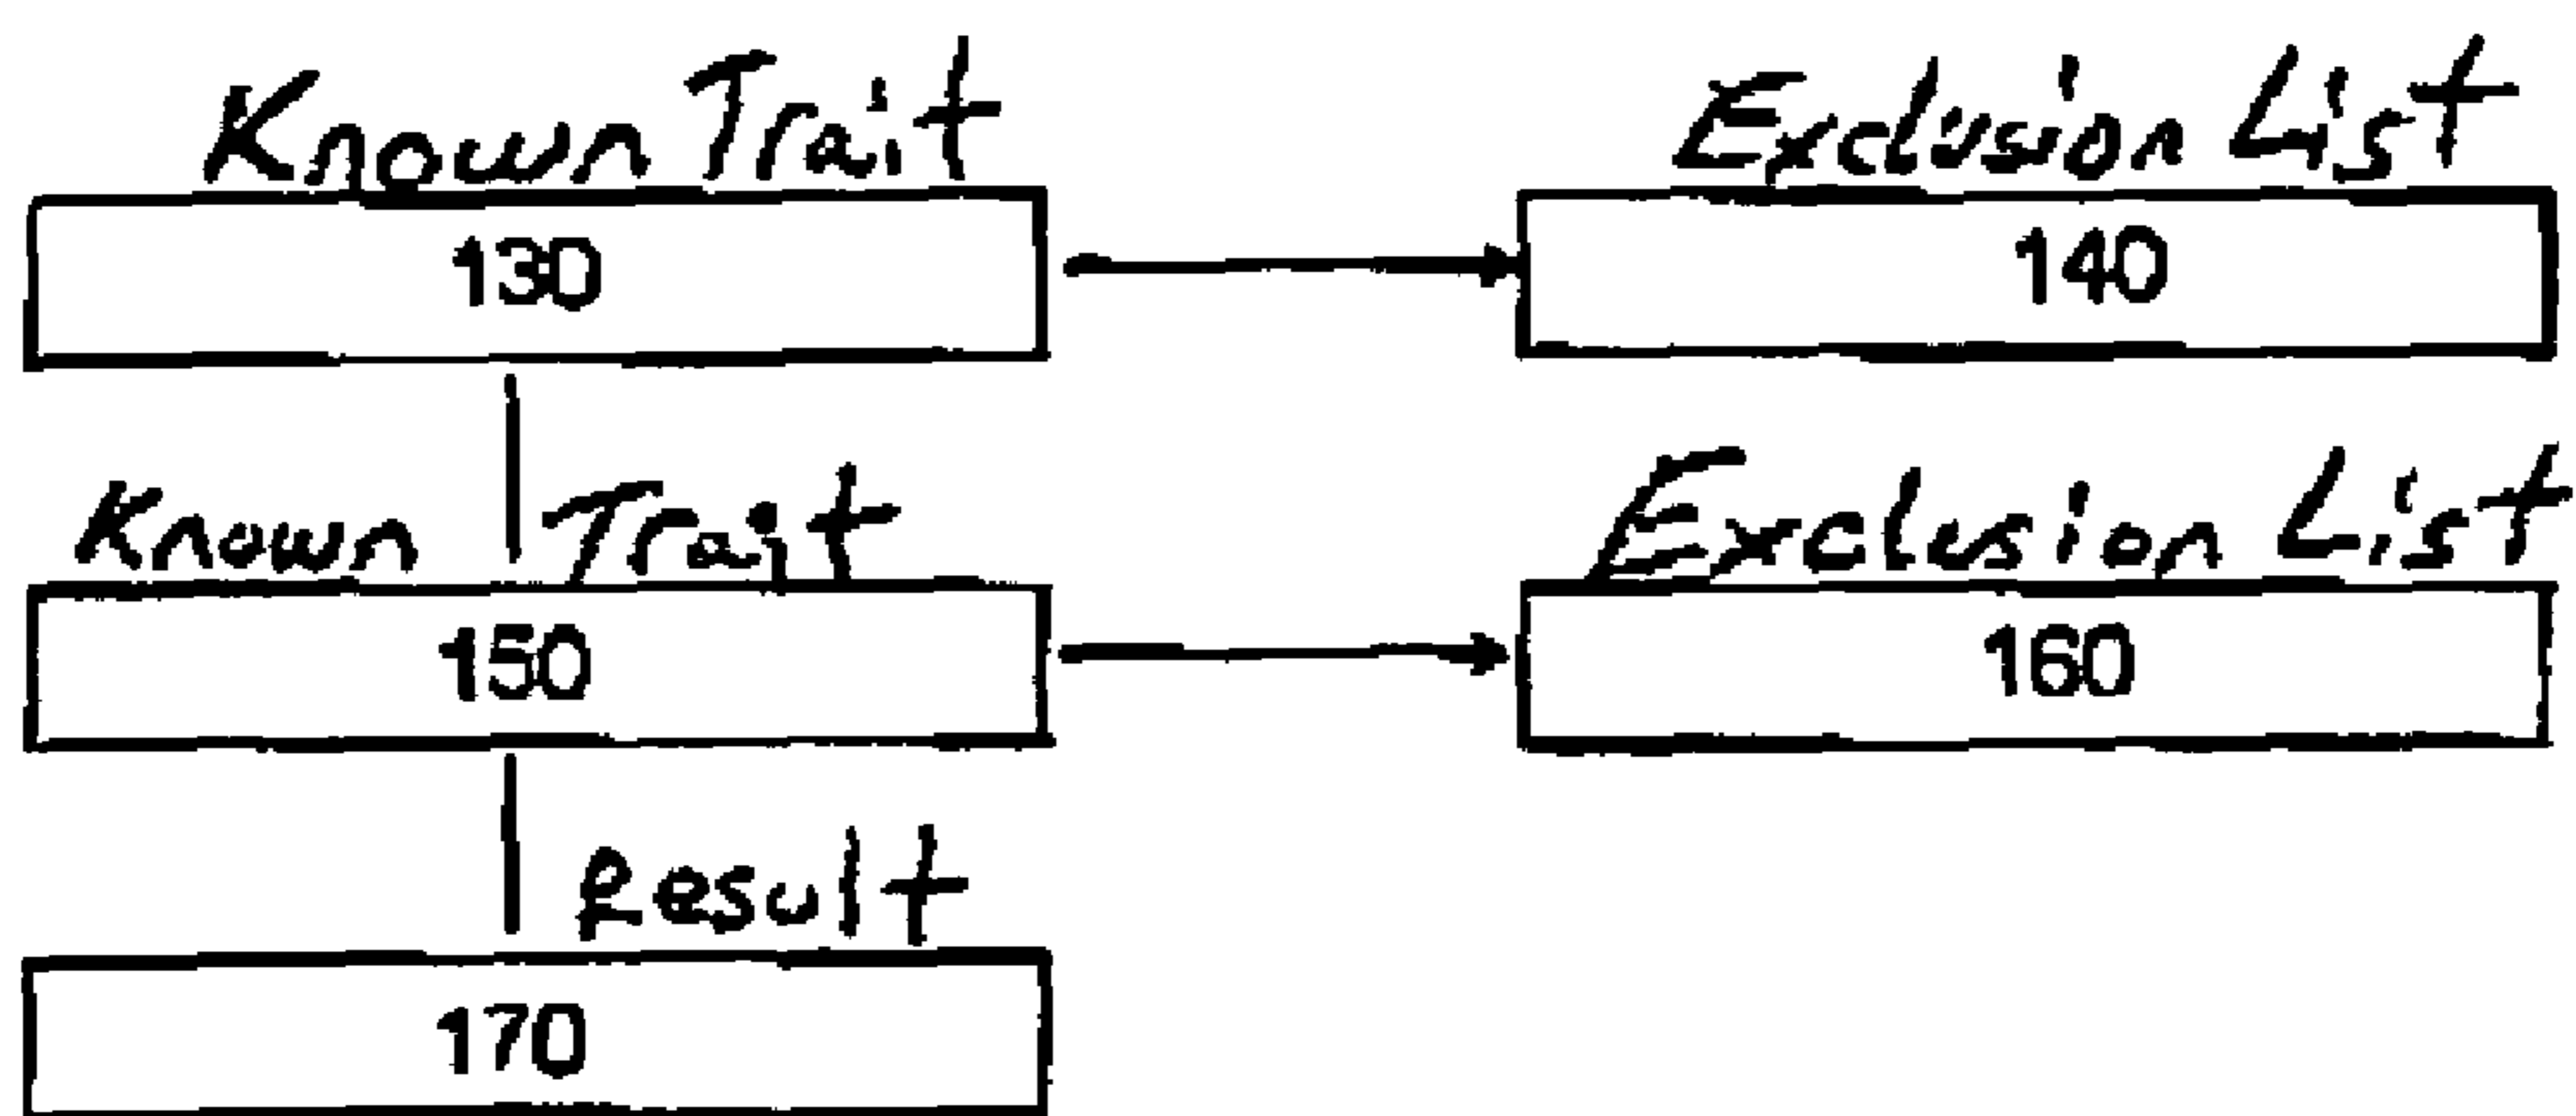 Known Trait Exclusion List
130 140
Known Trait Exclusion List
150 160
Result
170